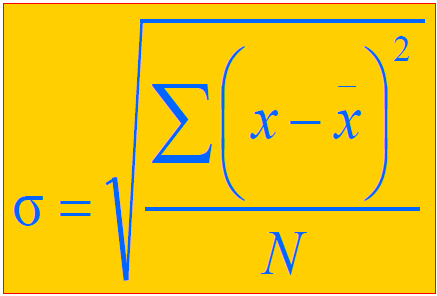 σ = √(∑(x − x̄)² / N)